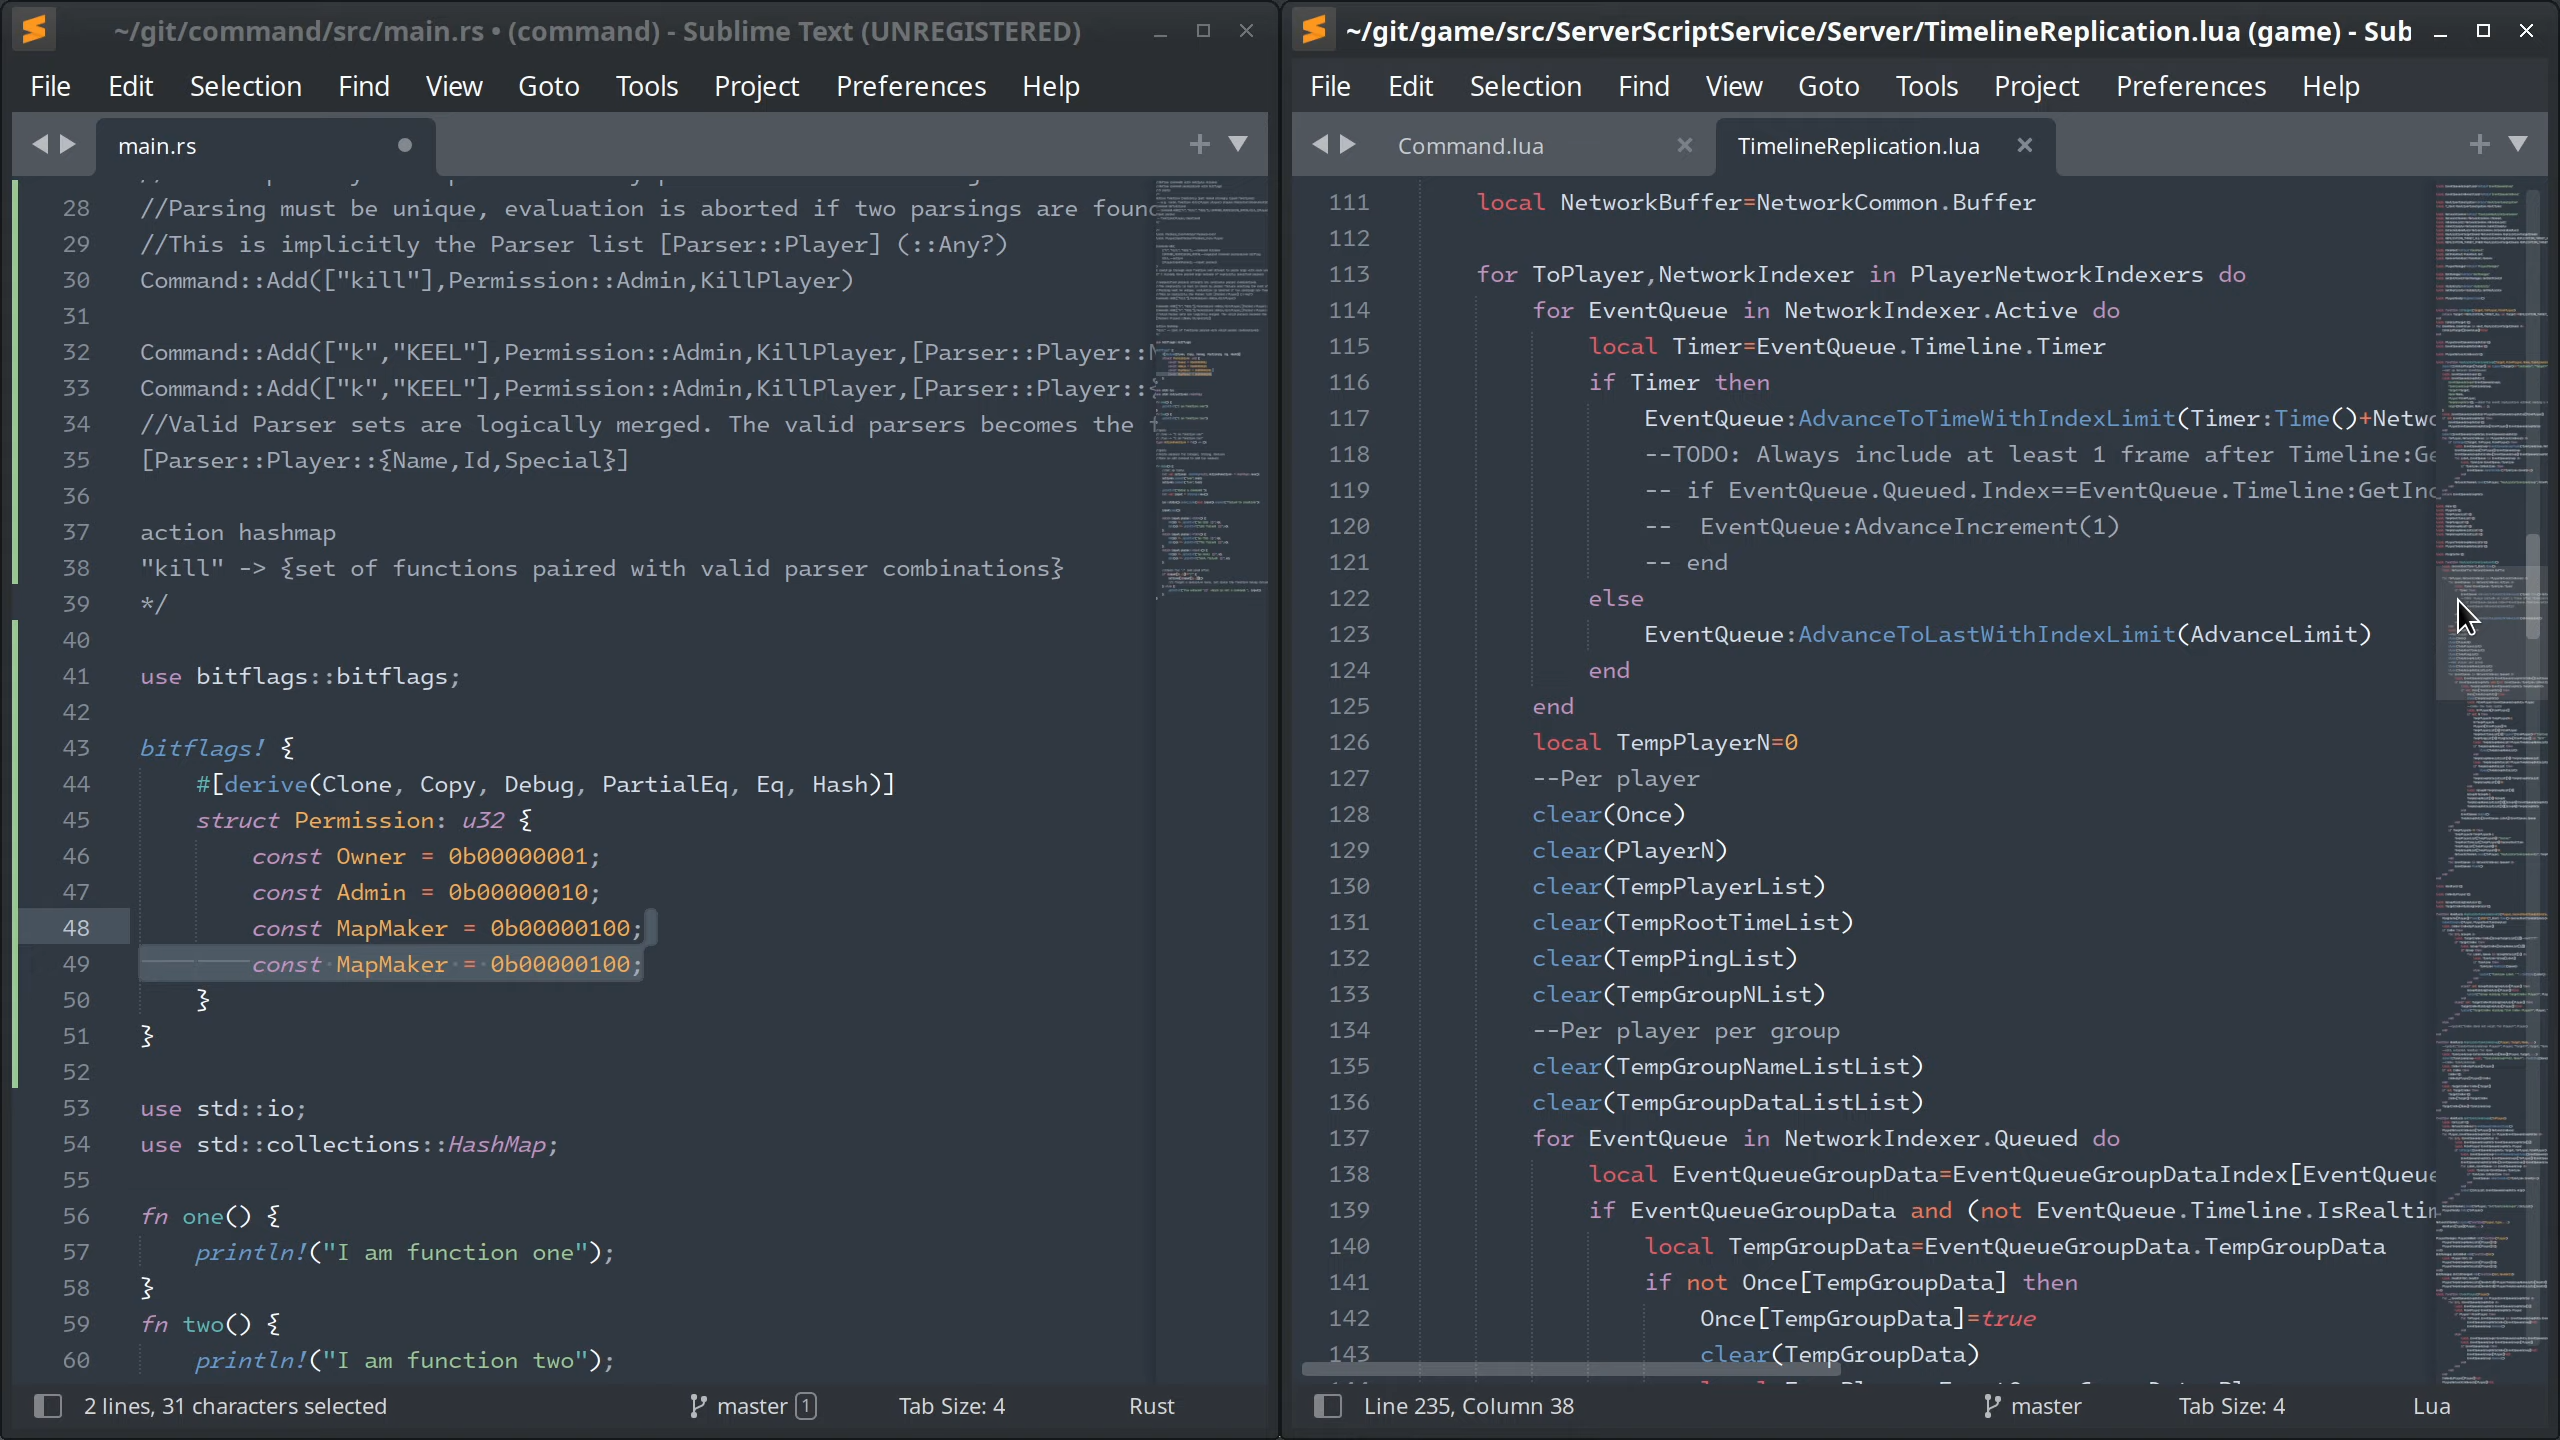 ~/git/command/src/main.rs • (command) - Sublime Text (UNREGISTERED)
File Edit Selection Find View Goto Tools Project Preferences Help
main.rs
28 //Parsing must be unique, evaluation is aborted if two parsings are foun
29 //This is implicitly the Parser list [Parser::Player] (::Any?)
30 Command::Add(["kill"],Permission::Admin,KillPlayer)
31
32 Command::Add(["k","KEEL"],Permission::Admin,KillPlayer,[Parser::Player::
33 Command::Add(["k","KEEL"],Permission::Admin,KillPlayer,[Parser::Player::
34 //Valid Parser sets are logically merged. The valid parsers becomes the
35 [Parser::Player::{Name,Id,Special}]
36
37 action hashmap
38 "kill" -> {set of functions paired with valid parser combinations}
39 */
40
41 use bitflags::bitflags;
42
43 bitflags! {
44 #[derive(Clone, Copy, Debug, PartialEq, Eq, Hash)]
45 struct Permission: u32 {
46 const Owner = 0b00000001;
47 const Admin = 0b00000010;
48 const MapMaker = 0b00000100;
49 const MapMaker = 0b00000100;
50 }
51 }
52
53 use std::io;
54 use std::collections::HashMap;
55
56 fn one() {
57 println!("I am function one");
58 }
59 fn two() {
60 println!("I am function two");
2 lines, 31 characters selected master 1 Tab Size: 4 Rust
~/git/game/src/ServerScriptService/Server/TimelineReplication.lua (game) - Sub
File Edit Selection Find View Goto Tools Project Preferences Help
Command.lua TimelineReplication.lua
111 local NetworkBuffer=NetworkCommon.Buffer
112
113 for ToPlayer,NetworkIndexer in PlayerNetworkIndexers do
114 for EventQueue in NetworkIndexer.Active do
115 local Timer=EventQueue.Timeline.Timer
116 if Timer then
117 EventQueue:AdvanceToTimeWithIndexLimit(Timer:Time()+Netwo
118 --TODO: Always include at least 1 frame after Timeline:Ge
119 -- if EventQueue.Queued.Index==EventQueue.Timeline:GetInd
120 --  EventQueue:AdvanceIncrement(1)
121 -- end
122 else
123 EventQueue:AdvanceToLastWithIndexLimit(AdvanceLimit)
124 end
125 end
126 local TempPlayerN=0
127 --Per player
128 clear(Once)
129 clear(PlayerN)
130 clear(TempPlayerList)
131 clear(TempRootTimeList)
132 clear(TempPingList)
133 clear(TempGroupNList)
134 --Per player per group
135 clear(TempGroupNameListList)
136 clear(TempGroupDataListList)
137 for EventQueue in NetworkIndexer.Queued do
138 local EventQueueGroupData=EventQueueGroupDataIndex[EventQueue
139 if EventQueueGroupData and (not EventQueue.Timeline.IsRealtim
140 local TempGroupData=EventQueueGroupData.TempGroupData
141 if not Once[TempGroupData] then
142 Once[TempGroupData]=true
143 clear(TempGroupData)
Line 235, Column 38 master Tab Size: 4 Lua